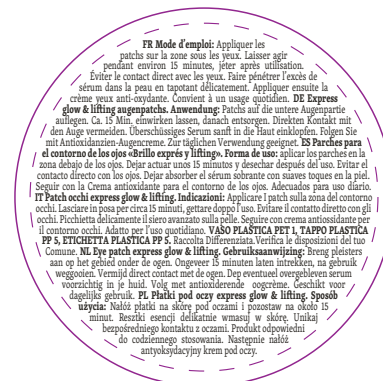 FR Mode d'emploi: Appliquer les
patchs sur la zone sous les yeux. Laisser agir
pendant environ 15 minutes, jeter après utilisation.
Éviter le contact direct avec les yeux. Faire pénétrer l'excès de
sérum dans la peau en tapotant délicatement. Appliquer ensuite la
crème yeux anti-oxydante. Convient à un usage quotidien. DE Express
glow & lifting augenpatchs. Anwendung: Patchs auf die untere Augenpartie
auflegen. Ca. 15 Min. einwirken lassen, danach entsorgen. Direkten Kontakt mit
den Auge vermeiden. Überschüssiges Serum sanft in die Haut einklopfen. Folgen Sie
mit Antioxidanzien-Augencreme. Zur täglichen Verwendung geeignet. ES Parches para
el contorno de los ojos «Brillo exprés y lifting». Forma de uso: aplicar los parches en la
zona debajo de los ojos. Dejar actuar unos 15 minutos y desechar después del uso. Evitar el
contacto directo con los ojos. Dejar absorber el sérum sobrante con suaves toques en la piel.
Seguir con la Crema antioxidante para el contorno de los ojos. Adecuados para uso diario.
IT Patch occhi express glow & lifting. Indicazioni: Applicare I patch sulla zona del contorno
occhi. Lasciare in posa per circa 15 minuti, gettare doppo l'uso. Evitare il contatto diretto con gli
occhi. Picchietta delicatamente il siero avanzato sulla pelle. Seguire con crema antiossidante per
il contorno occhi. Adatto per l'uso quotidiano. VASO PLASTICA PET 1, TAPPO PLASTICA
PP 5, ETICHETTA PLASTICA PP 5. Raccolta Differenziata.Verifica le disposizioni del tuo
Comune. NL Eye patch express glow & lifting. Gebruiksaanwijzing: Breng pleisters
aan op het gebied onder de ogen. Ongeveer 15 minuten laten intrekken, na gebruik
weggooien. Vermijd direct contact met de ogen. Dep eventueel overgebleven serum
voorzichtig in je huid. Volg met antioxiderende oogcrème. Geschikt voor
dagelijks gebruik. PL Płatki pod oczy express glow & lifting. Sposób
użycia: Nałóż płatki na skórę pod oczami i pozostaw na około 15
minut. Resztki esencji delikatnie wmasuj w skórę. Unikaj
bezpośredniego kontaktu z oczami. Produkt odpowiedni
do codziennego stosowania. Następnie nałóż
antyoksydacyjny krem pod oczy.